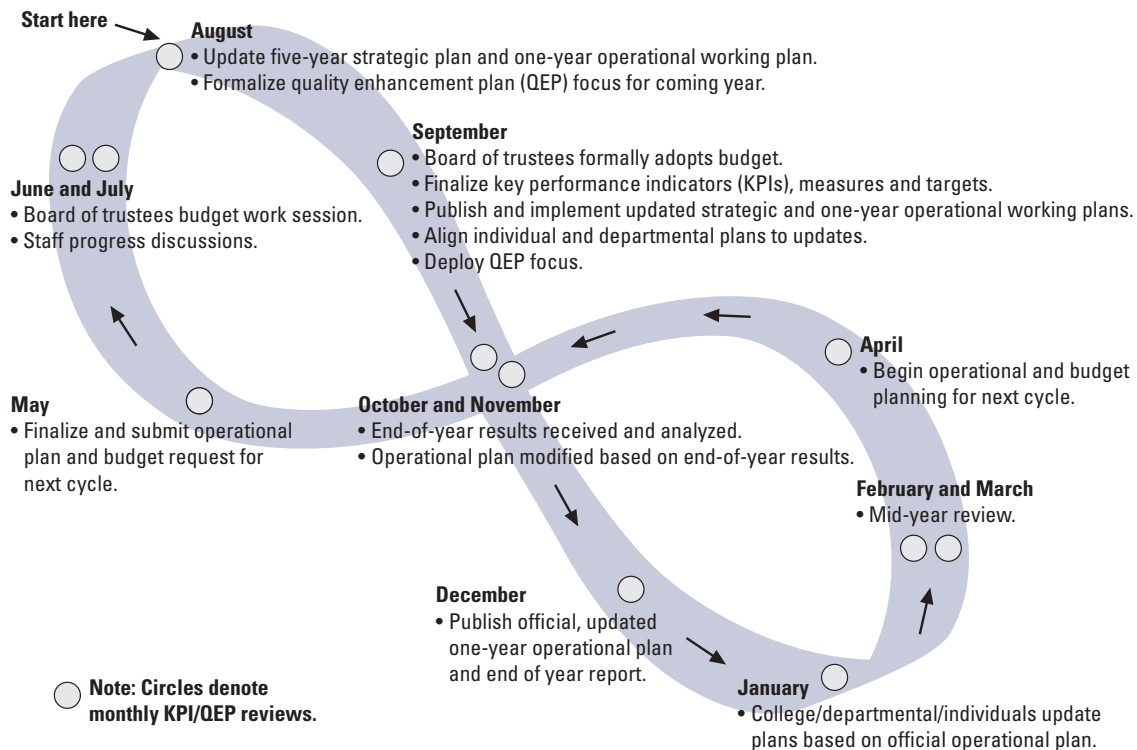 Start here
August
• Update five-year strategic plan and one-year operational working plan.
• Formalize quality enhancement plan (QEP) focus for coming year.
September
• Board of trustees formally adopts budget.
• Finalize key performance indicators (KPIs), measures and targets.
• Publish and implement updated strategic and one-year operational working plans.
• Align individual and departmental plans to updates.
• Deploy QEP focus.
October and November
• End-of-year results received and analyzed.
• Operational plan modified based on end-of-year results.
December
• Publish official, updated
one-year operational plan
and end of year report.
January
• College/departmental/individuals update
plans based on official operational plan.
February and March
• Mid-year review.
April
• Begin operational and budget
planning for next cycle.
May
• Finalize and submit operational
plan and budget request for
next cycle.
June and July
• Board of trustees budget work session.
• Staff progress discussions.
Note: Circles denote
monthly KPI/QEP reviews.